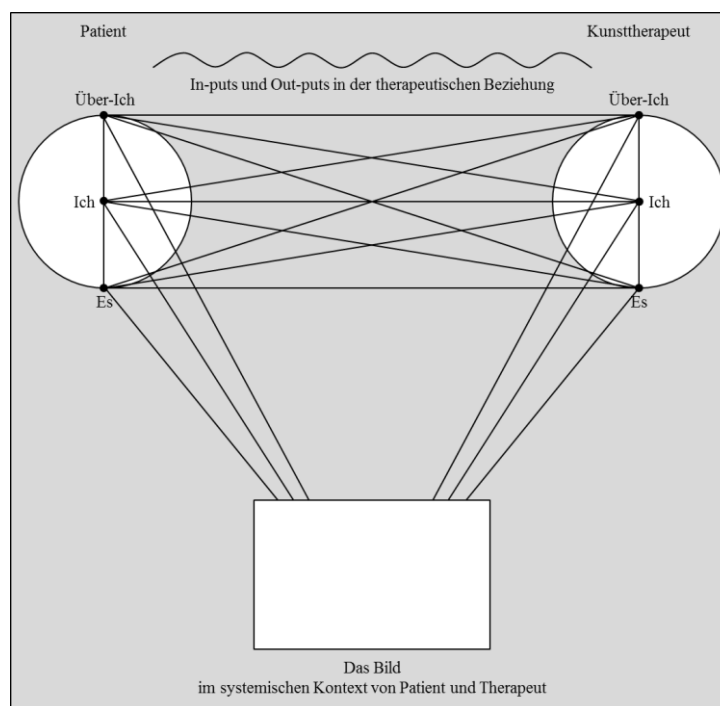 Patient
Kunsttherapeut
In-puts und Out-puts in der therapeutischen Beziehung
Über-Ich
Über-Ich
Ich
Ich
Es
Es
Das Bild
im systemischen Kontext von Patient und Therapeut